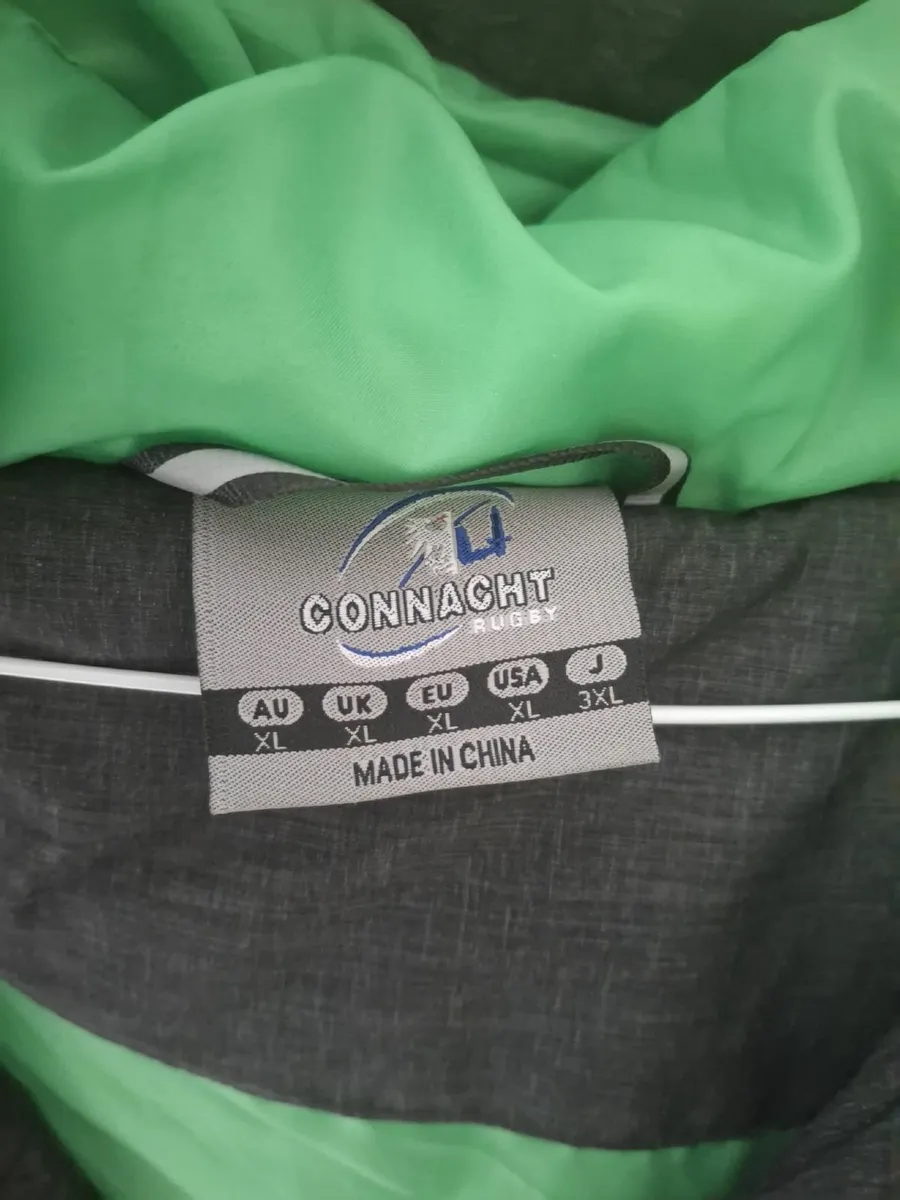 CONNACHT
RUGBY
AU UK EU USA J
XL XL XL XL 3XL
MADE IN CHINA